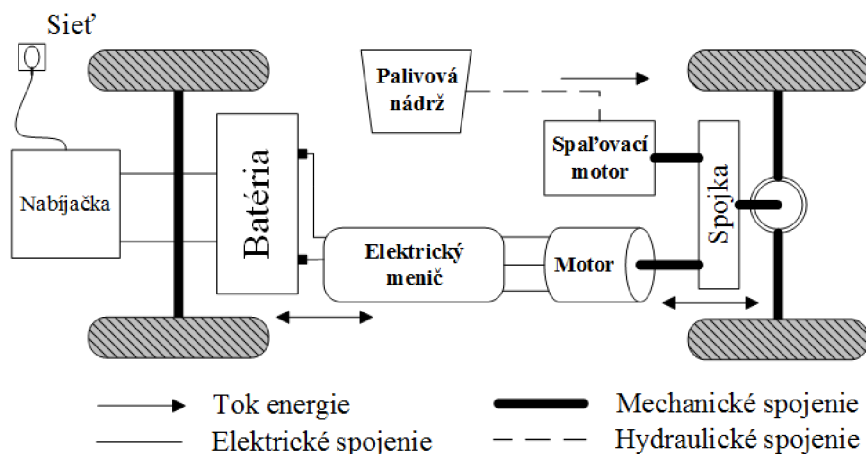 Sieť
Palivová
nádrž
Spaľovací
motor
Nabíjačka
Batéria
Spojka
Elektrický
menič
Motor
Tok energie
Mechanické spojenie
Elektrické spojenie
Hydraulické spojenie